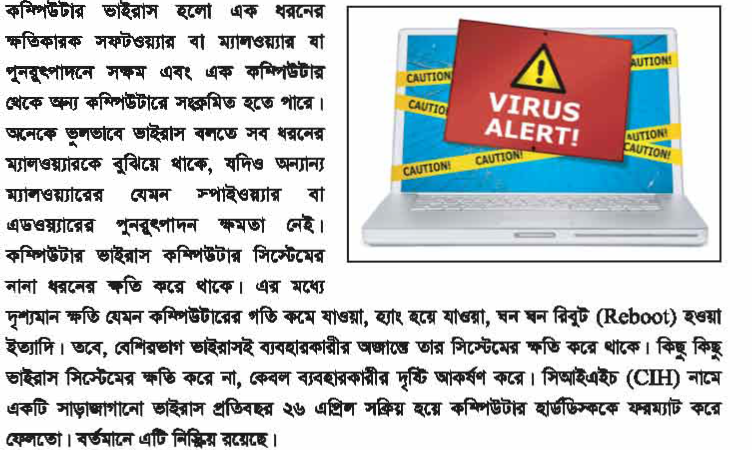 কম্পিউটার ভাইরাস হলো এক ধরনের
ক্ষতিকারক সফটওয়্যার বা ম্যালওয়্যার যা
পুনরুৎপাদনে সক্ষম এবং এক কম্পিউটার
থেকে অন্য কম্পিউটারে সংক্রমিত হতে পারে।
অনেকে ভুলভাবে ভাইরাস বলতে সব ধরনের
ম্যালওয়্যারকে বুঝিয়ে থাকে, যদিও অন্যান্য
ম্যালওয়্যারের যেমন স্পাইওয়্যার বা
এডওয়্যারের পুনরুৎপাদন ক্ষমতা নেই।
কম্পিউটার ভাইরাস কম্পিউটার সিস্টেমের
নানা ধরনের ক্ষতি করে থাকে। এর মধ্যে
দৃশ্যমান ক্ষতি যেমন কম্পিউটারের গতি কমে যাওয়া, হ্যাং হয়ে যাওয়া, ঘন ঘন রিবুট (Reboot) হওয়া
ইত্যাদি। তবে, বেশিরভাগ ভাইরাসই ব্যবহারকারীর অজান্তে তার সিস্টেমের ক্ষতি করে থাকে। কিছু কিছু
ভাইরাস সিস্টেমের ক্ষতি করে না, কেবল ব্যবহারকারীর দৃষ্টি আকর্ষণ করে। সিআইএইচ (CIH) নামে
একটি সাড়াজাগানো ভাইরাস প্রতিবছর ২৬ এপ্রিল সক্রিয় হয়ে কম্পিউটার হার্ডডিস্ককে ফরম্যাট করে
ফেলতো। বর্তমানে এটি নিষ্ক্রিয় রয়েছে।
CAUTION!
AUTION!
CAUTIO
VIRUS
ALERT!
AUTION!
CAUTION!
CAUTION!
CAUTION!